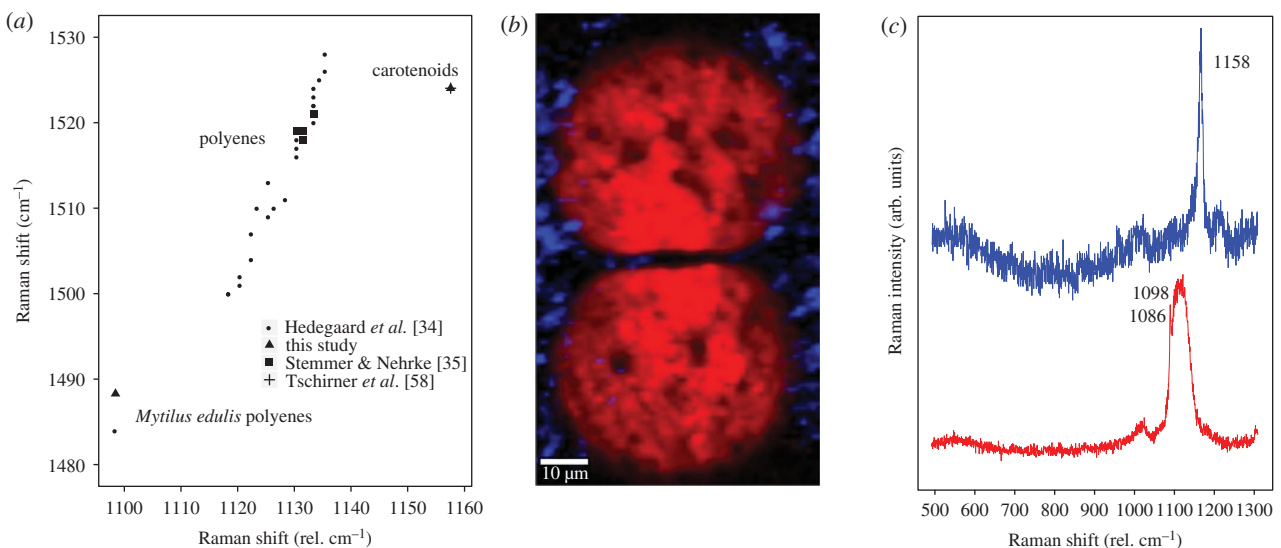 (a)
1530
1520
1510
1500
1490
1480
Raman shift (cm–1)
carotenoids
polyenes
Hedegaard et al. [34]
this study
Stemmer & Nehrke [35]
Tschirner et al. [58]
Mytilus edulis polyenes
1100 1110 1120 1130 1140 1150 1160
Raman shift (rel. cm–1)
(b)
10 µm
(c)
1158
1098
1086
Raman intensity (arb. units)
500 600 700 800 900 1000 1100 1200 1300
Raman shift (rel. cm–1)